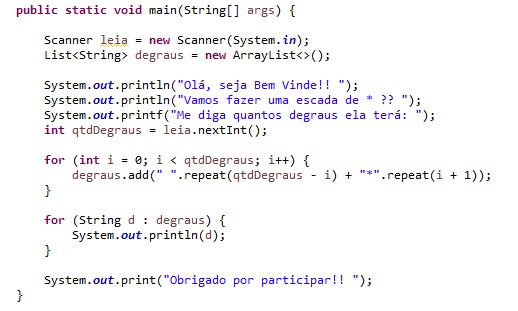 public static void main(String[] args) {
Scanner leia = new Scanner(System.in);
List<String> degraus = new ArrayList<>();
System.out.println("Olá, seja Bem Vinde!! ");
System.out.println("Vamos fazer uma escada de * ?? ");
System.out.printf("Me diga quantos degraus ela terá: ");
int qtdDegraus = leia.nextInt();
for (int i = 0; i < qtdDegraus; i++) {
degraus.add(" ".repeat(qtdDegraus - i) + "*".repeat(i + 1));
}
for (String d : degraus) {
System.out.println(d);
}
System.out.print("Obrigado por participar!! ");
}